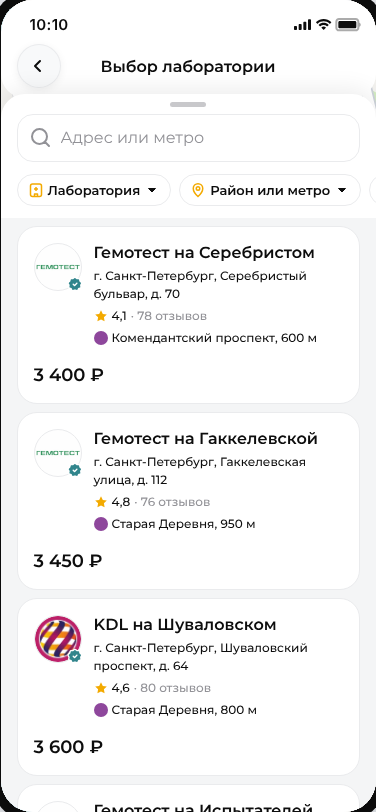 10:10
Выбор лаборатории
Адрес или метро
Лаборатория
Район или метро
ГЕМОТЕСТ
Гемотест на Серебристом
г. Санкт-Петербург, Серебристый
бульвар, д. 70
4,1 · 78 отзывов
Комендантский проспект, 600 м
3 400 ₽
ГЕМОТЕСТ
Гемотест на Гаккелевской
г. Санкт-Петербург, Гаккелевская
улица, д. 112
4,8 · 76 отзывов
Старая Деревня, 950 м
3 450 ₽
KDL на Шуваловском
г. Санкт-Петербург, Шуваловский
проспект, д. 64
4,6 · 80 отзывов
Старая Деревня, 800 м
3 600 ₽
Гемотест на Испытателей